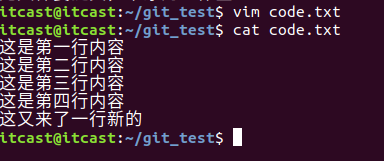 itcast@itcast:~/git_test$ vim code.txt
itcast@itcast:~/git_test$ cat code.txt
这是第一行内容
这是第二行内容
这是第三行内容
这是第四行内容
这又来了一行新的
itcast@itcast:~/git_test$